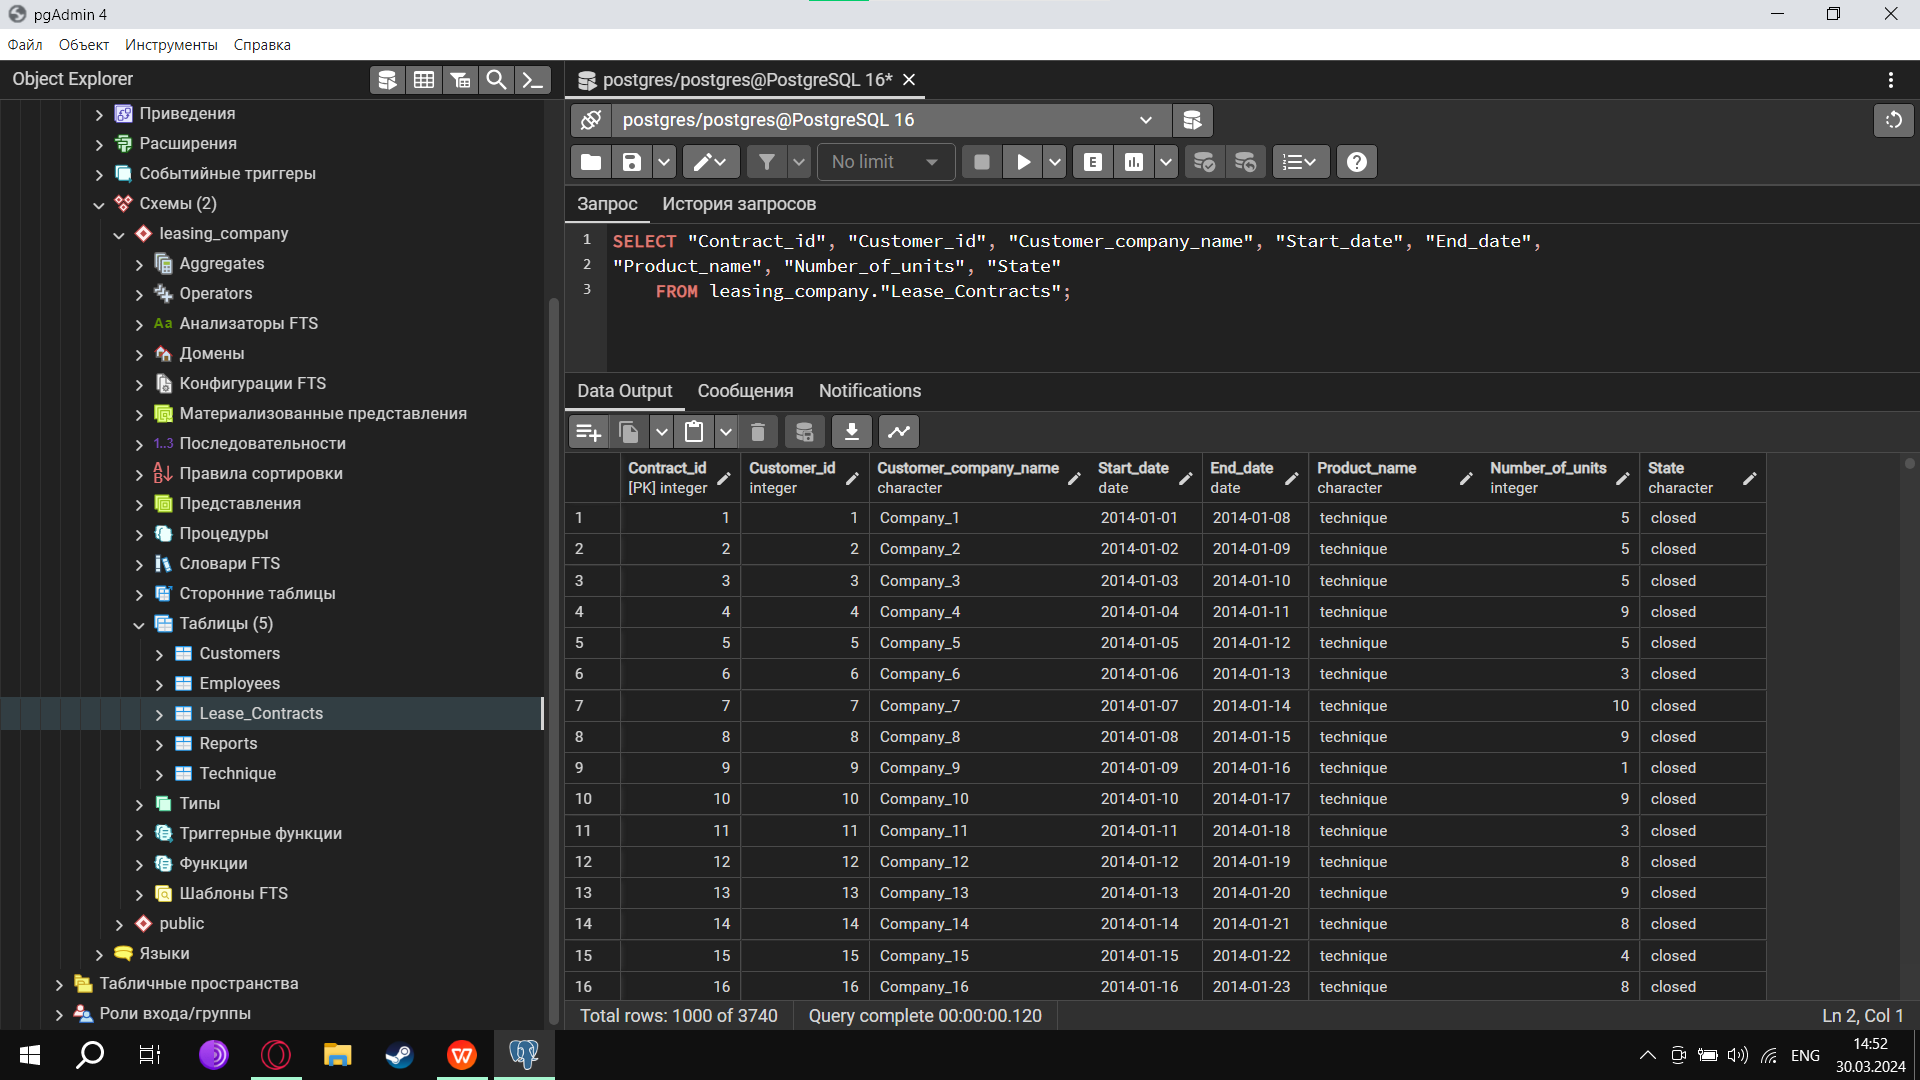 pgAdmin 4
Файл Объект Инструменты Справка
Object Explorer
Приведения
Расширения
Событийные триггеры
Схемы (2)
leasing_company
Aggregates
Operators
Aa Анализаторы FTS
Домены
Конфигурации FTS
Материализованные представления
1..3 Последовательности
Правила сортировки
Представления
Процедуры
Словари FTS
Сторонние таблицы
Таблицы (5)
Customers
Employees
Lease_Contracts
Reports
Technique
Типы
Триггерные функции
Функции
Шаблоны FTS
public
Языки
Табличные пространства
Роли входа/группы
postgres/postgres@PostgreSQL 16*
postgres/postgres@PostgreSQL 16
No limit E
Запрос История запросов
1 SELECT "Contract_id", "Customer_id", "Customer_company_name", "Start_date", "End_date",
2 "Product_name", "Number_of_units", "State"
3 FROM leasing_company."Lease_Contracts";
Data Output Сообщения Notifications
Contract_id Customer_id Customer_company_name Start_date End_date Product_name Number_of_units State
[PK] integer integer character date date character integer character
1 1 1 Company_1 2014-01-01 2014-01-08 technique 5 closed
2 2 2 Company_2 2014-01-02 2014-01-09 technique 5 closed
3 3 3 Company_3 2014-01-03 2014-01-10 technique 5 closed
4 4 4 Company_4 2014-01-04 2014-01-11 technique 9 closed
5 5 5 Company_5 2014-01-05 2014-01-12 technique 5 closed
6 6 6 Company_6 2014-01-06 2014-01-13 technique 3 closed
7 7 7 Company_7 2014-01-07 2014-01-14 technique 10 closed
8 8 8 Company_8 2014-01-08 2014-01-15 technique 9 closed
9 9 9 Company_9 2014-01-09 2014-01-16 technique 1 closed
10 10 10 Company_10 2014-01-10 2014-01-17 technique 9 closed
11 11 11 Company_11 2014-01-11 2014-01-18 technique 3 closed
12 12 12 Company_12 2014-01-12 2014-01-19 technique 8 closed
13 13 13 Company_13 2014-01-13 2014-01-20 technique 9 closed
14 14 14 Company_14 2014-01-14 2014-01-21 technique 8 closed
15 15 15 Company_15 2014-01-15 2014-01-22 technique 4 closed
16 16 16 Company_16 2014-01-16 2014-01-23 technique 8 closed
Total rows: 1000 of 3740 Query complete 00:00:00.120 Ln 2, Col 1
ENG
14:52
30.03.2024